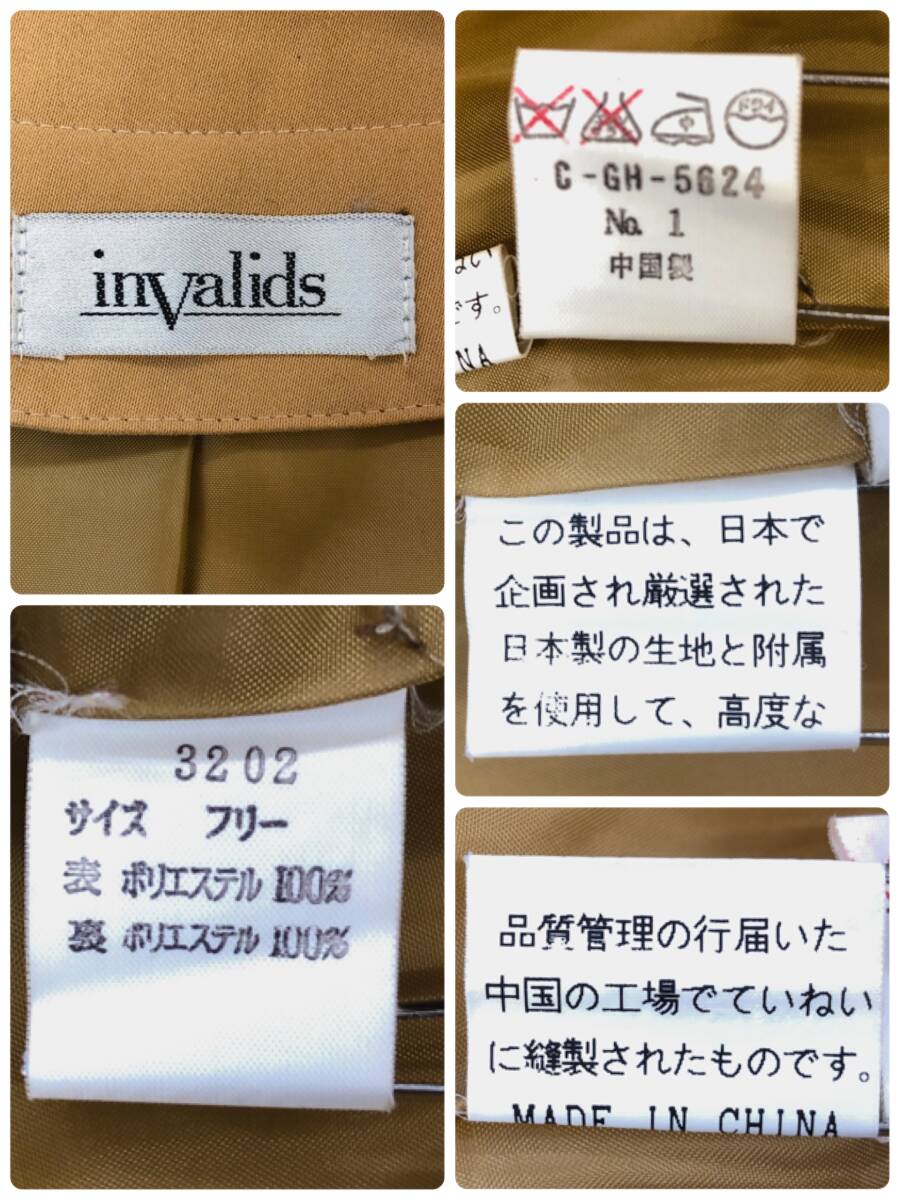 invalids
C-GH-5624
No. 1
中国製
ない
です。
NA
この製品は、日本で
企画され厳選された
日本製の生地と附属
を使用して、高度な
3202
サイズ フリー
表 ポリエステル 100%
裏 ポリエステル 100%
品質管理の行届いた
中国の工場でていねい
に縫製されたものです。
MADE IN CHINA